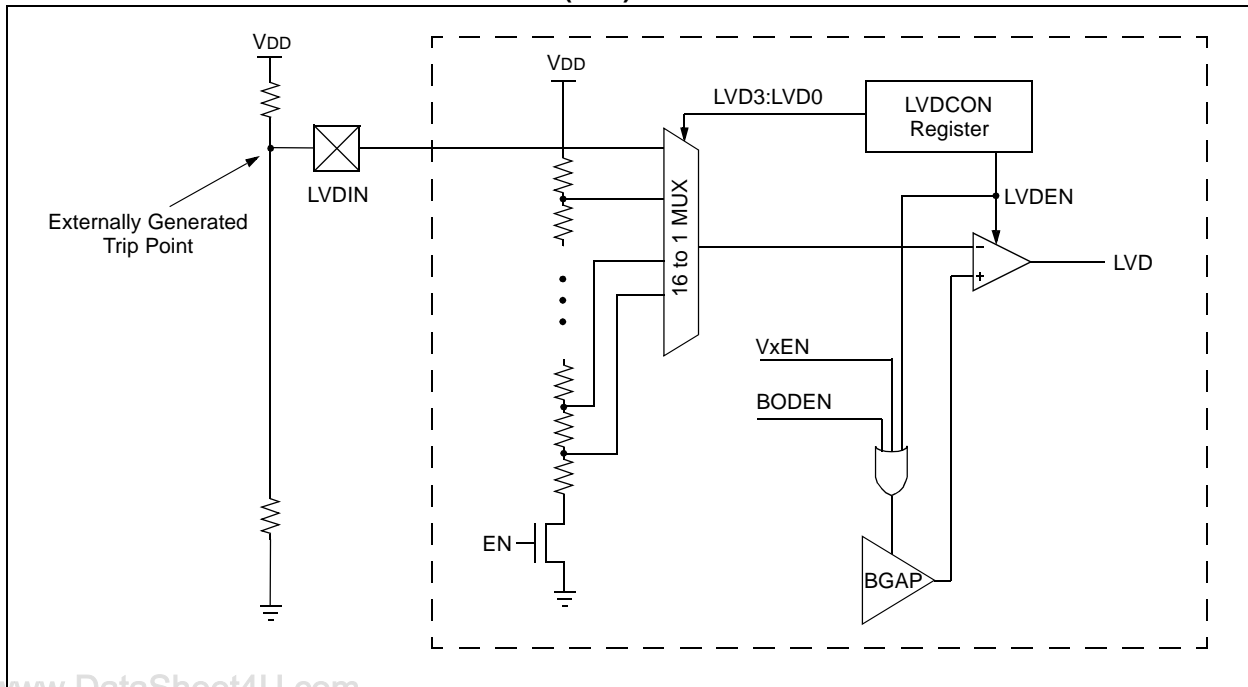 VDD
VDD
LVD3:LVD0
LVDCON
Register
LVDIN
16 to 1 MUX
LVDEN
Externally Generated
Trip Point
–
+
LVD
VxEN
BODEN
EN
BGAP
www.DataSheet4U.com